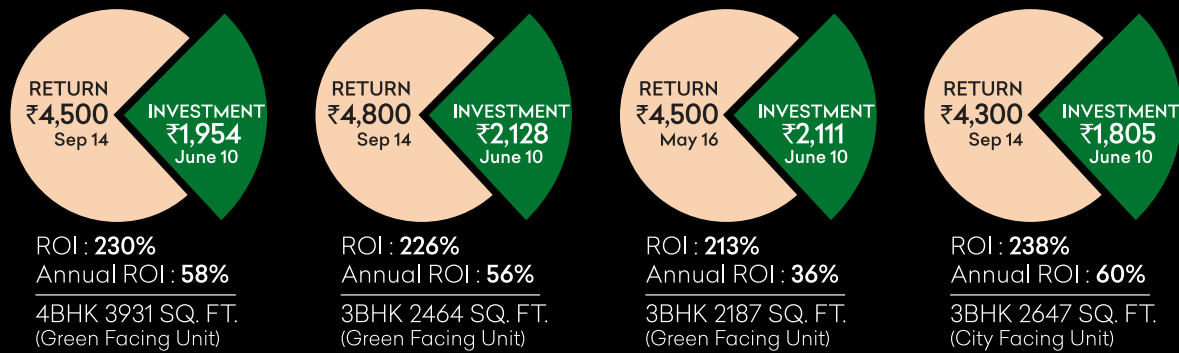 RETURN
₹4,500
Sep 14
INVESTMENT
₹1,954
June 10
ROI : 230%
Annual ROI : 58%
4BHK 3931 SQ. FT.
(Green Facing Unit)
RETURN
₹4,800
Sep 14
INVESTMENT
₹2,128
June 10
ROI : 226%
Annual ROI : 56%
3BHK 2464 SQ. FT.
(Green Facing Unit)
RETURN
₹4,500
May 16
INVESTMENT
₹2,111
June 10
ROI : 213%
Annual ROI : 36%
3BHK 2187 SQ. FT.
(Green Facing Unit)
RETURN
₹4,300
Sep 14
INVESTMENT
₹1,805
June 10
ROI : 238%
Annual ROI : 60%
3BHK 2647 SQ. FT.
(City Facing Unit)